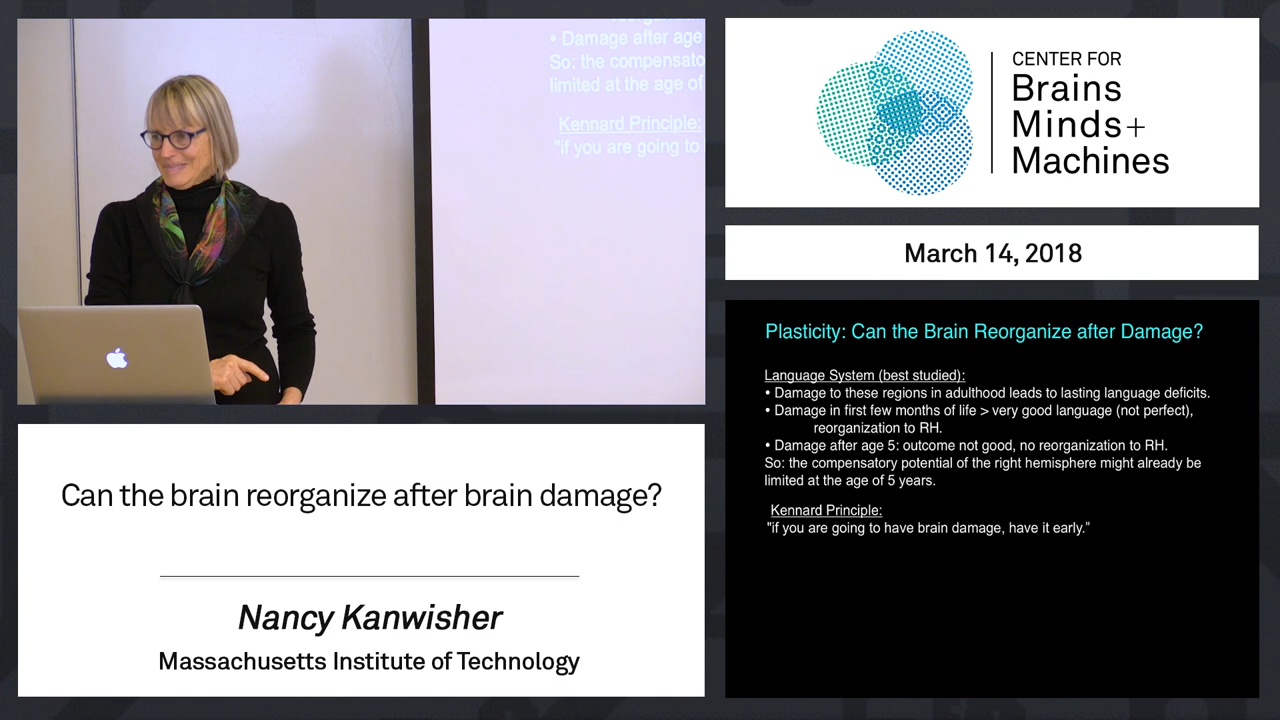 • Damage after age
So: the compensato
limited at the age of
Kennard Principle:
"if you are going to
CENTER FOR
Brains
Minds+
Machines
March 14, 2018
Can the brain reorganize after brain damage?
Nancy Kanwisher
Massachusetts Institute of Technology
Plasticity: Can the Brain Reorganize after Damage?
Language System (best studied):
• Damage to these regions in adulthood leads to lasting language deficits.
• Damage in first few months of life > very good language (not perfect),
reorganization to RH.
• Damage after age 5: outcome not good, no reorganization to RH.
So: the compensatory potential of the right hemisphere might already be
limited at the age of 5 years.
Kennard Principle:
"if you are going to have brain damage, have it early."